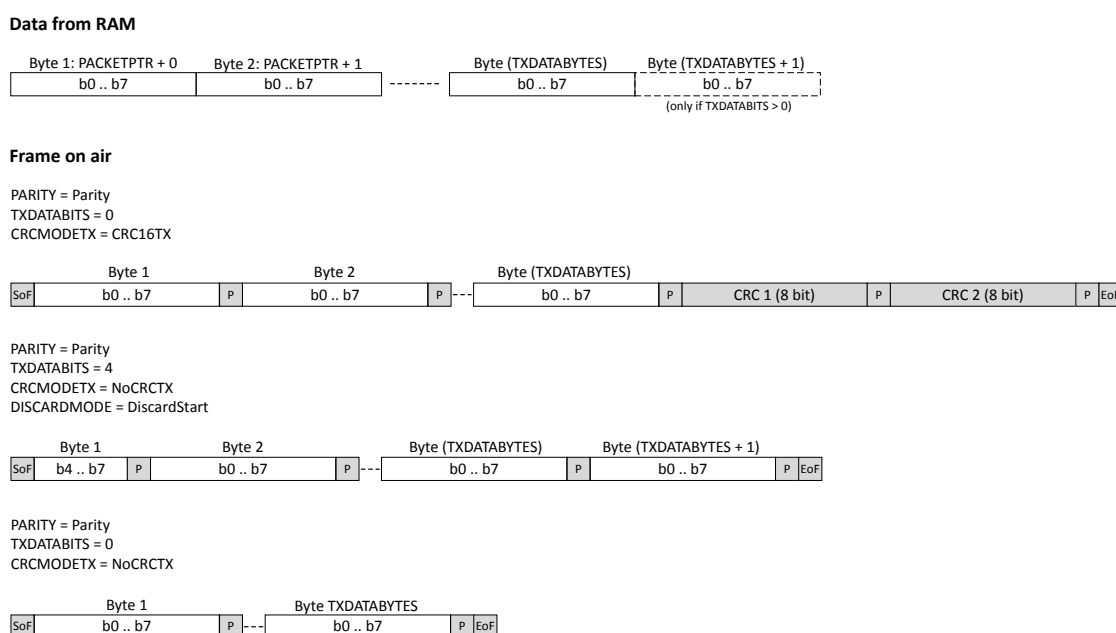 Data from RAM
Byte 1: PACKETPTR + 0 Byte 2: PACKETPTR + 1 Byte (TXDATABYTES) Byte (TXDATABYTES + 1)
b0 .. b7 b0 .. b7 b0 .. b7 b0 .. b7
(only if TXDATABITS > 0)
Frame on air
PARITY = Parity
TXDATABITS = 0
CRCMODETX = CRC16TX
Byte 1 Byte 2 Byte (TXDATABYTES)
SoF b0 .. b7 P b0 .. b7 P b0 .. b7 P CRC 1 (8 bit) P CRC 2 (8 bit) P EoF
PARITY = Parity
TXDATABITS = 4
CRCMODETX = NoCRCTX
DISCARDMODE = DiscardStart
Byte 1 Byte 2 Byte (TXDATABYTES) Byte (TXDATABYTES + 1)
SoF b4 .. b7 P b0 .. b7 P b0 .. b7 P b0 .. b7 P EoF
PARITY = Parity
TXDATABITS = 0
CRCMODETX = NoCRCTX
Byte 1 Byte TXDATABYTES
SoF b0 .. b7 P b0 .. b7 P EoF